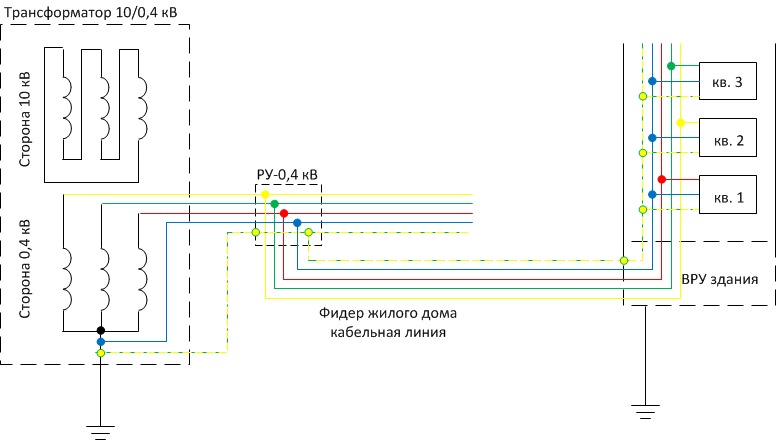 Трансформатор 10/0,4 кВ
Сторона 10 кВ
Сторона 0,4 кВ
РУ-0,4 кВ
Фидер жилого дома
кабельная линия
кв. 3
кв. 2
кв. 1
ВРУ здания